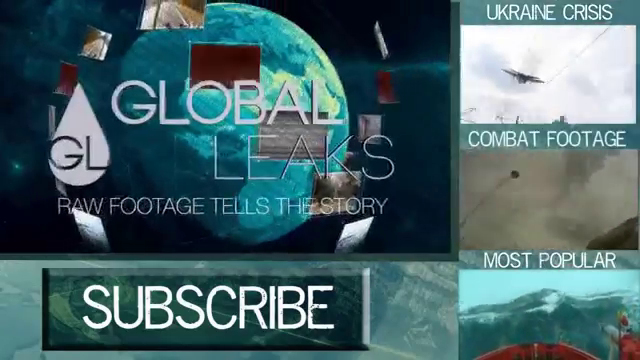 GLOBAL
LEAKS
GL
RAW FOOTAGE TELLS THE STORY
SUBSCRIBE
UKRAINE CRISIS
COMBAT FOOTAGE
MOST POPULAR